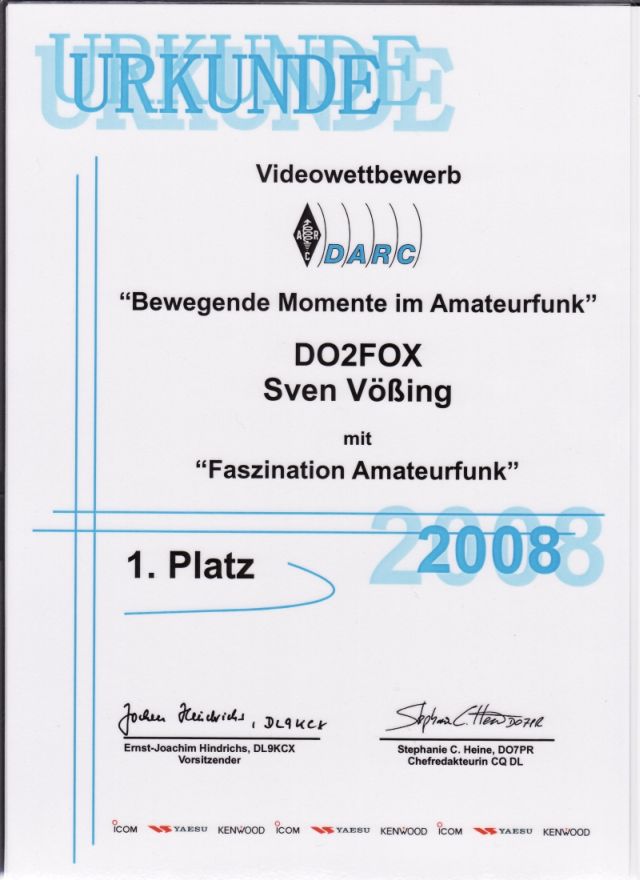 URKUNDE
Videowettbewerb
ARC DARC
“Bewegende Momente im Amateurfunk”
DO2FOX
Sven Vößing
mit
“Faszination Amateurfunk”
2008
1. Platz
Jochen Hindrichs, DL9KCX
Stephanie C. Heine DO7PR
Ernst-Joachim Hindrichs, DL9KCX
Vorsitzender
Stephanie C. Heine, DO7PR
Chefredakteurin CQ DL
ICOM YAESU KENWOOD ICOM YAESU KENWOOD ICOM YAESU KENWOOD